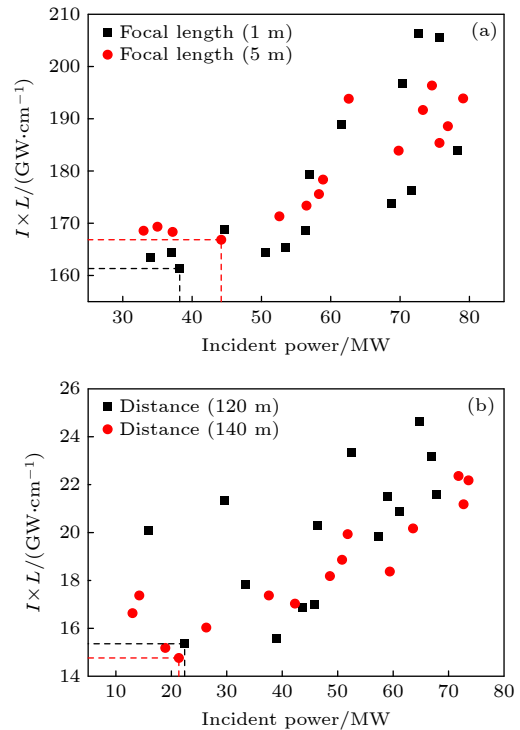 (a)
Focal length (1 m)
Focal length (5 m)
210
200
190
180
170
160
I×L/(GW·cm⁻¹)
30 40 50 60 70 80
Incident power/MW
(b)
Distance (120 m)
Distance (140 m)
26
24
22
20
18
16
14
I×L/(GW·cm⁻¹)
10 20 30 40 50 60 70 80
Incident power/MW